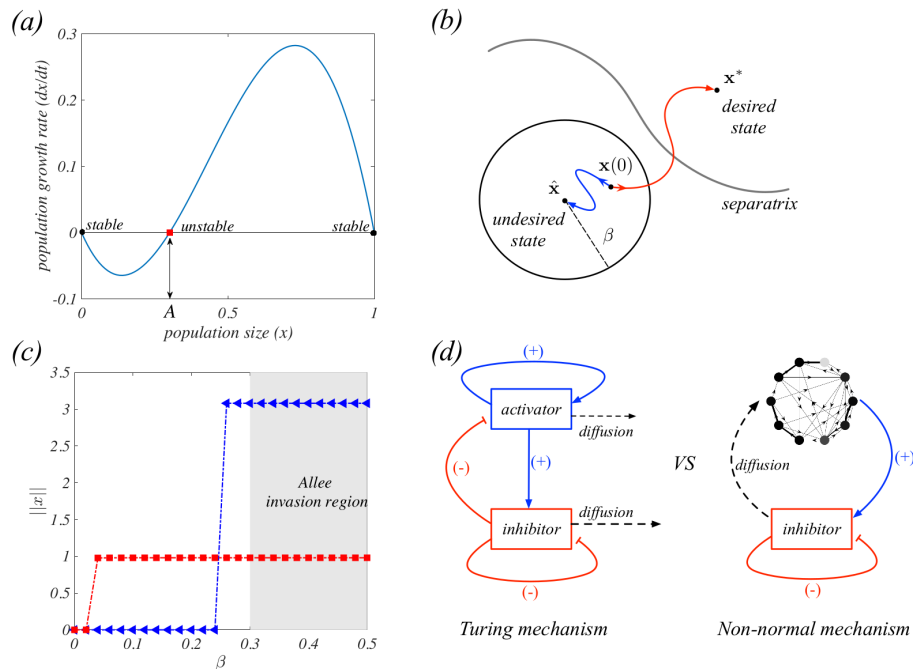 (a)
population growth rate (dx/dt)
0.3
0.2
0.1
0
-0.1
stable
unstable
stable
0
A
0.5
1
population size (x)
(b)
x*
desired
state
x(0)
x̂
undesired
state
β
separatrix
(c)
||x||
3.5
3
2.5
2
1.5
1
0.5
0
Allee
invasion region
0
0.1
0.2
0.3
0.4
0.5
β
(d)
(+)
activator
diffusion
(-)
(+)
diffusion
inhibitor
(-)
Turing mechanism
VS
diffusion
(+)
inhibitor
(-)
Non-normal mechanism